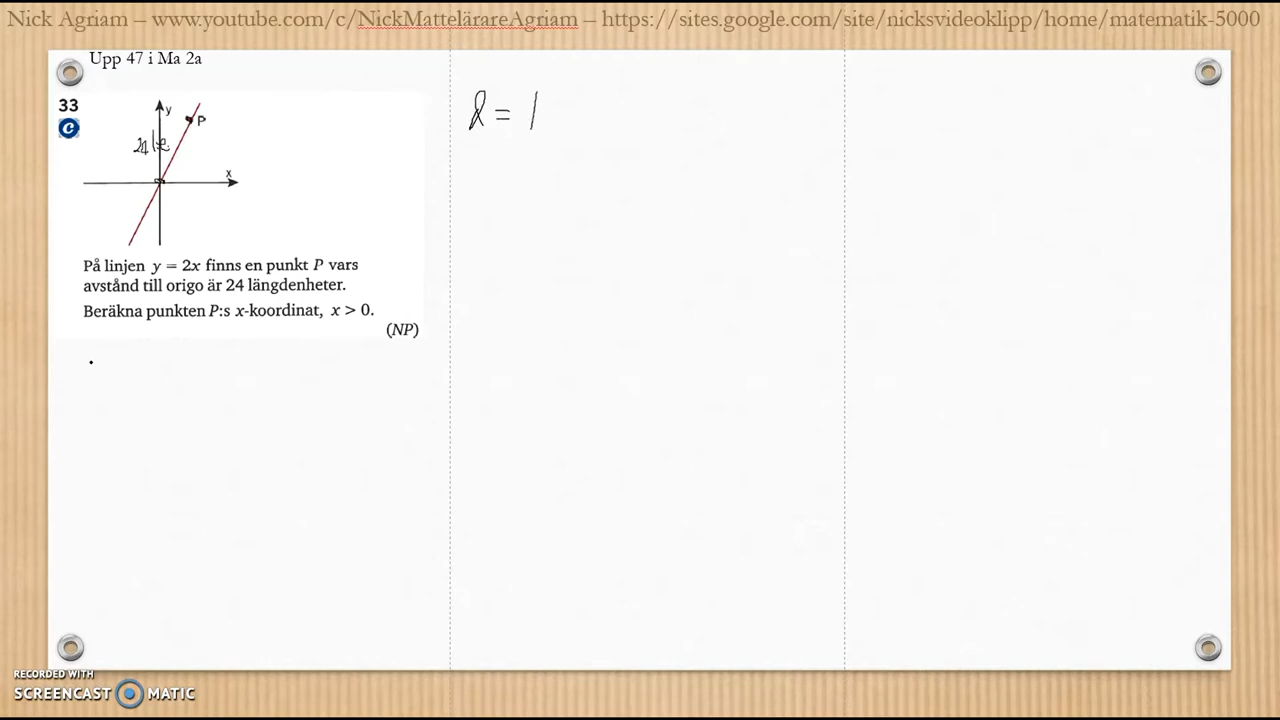 Nick Agriam – www.youtube.com/c/NickMattelärareAgriam – https://sites.google.com/site/nicksvideoklipp/home/matematik-5000
Upp 47 i Ma 2a
33
C
y
P
24 le
x
På linjen y = 2x finns en punkt P vars
avstånd till origo är 24 längdenheter.
Beräkna punkten P:s x-koordinat, x > 0.
(NP)
d = 1
RECORDED WITH
SCREENCAST MATIC